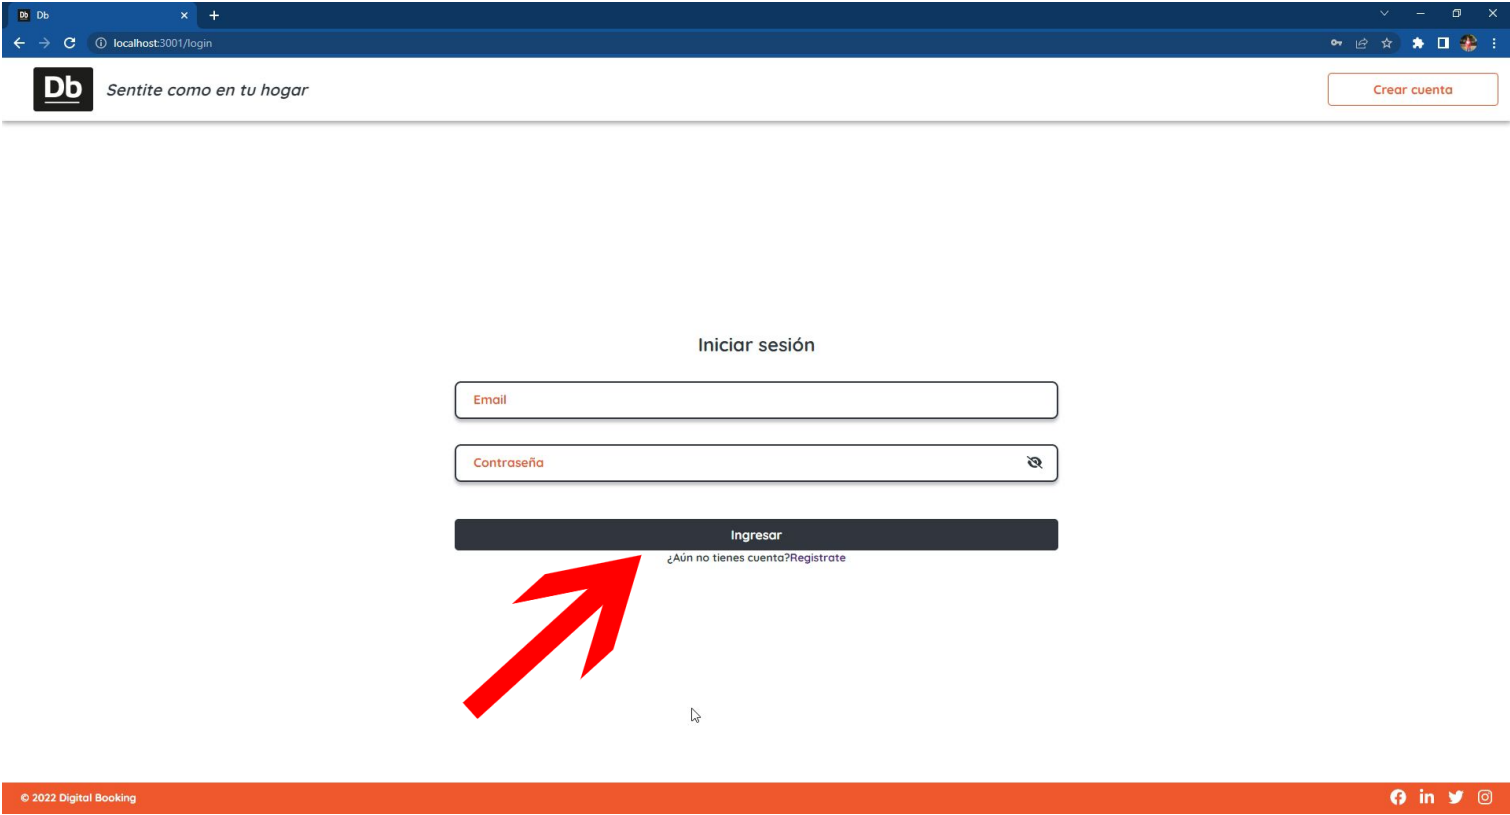 Db
localhost:3001/login
Db
Sentite como en tu hogar
Crear cuenta
Iniciar sesión
Email
Contraseña
Ingresar
¿Aún no tienes cuenta?Registrate
© 2022 Digital Booking